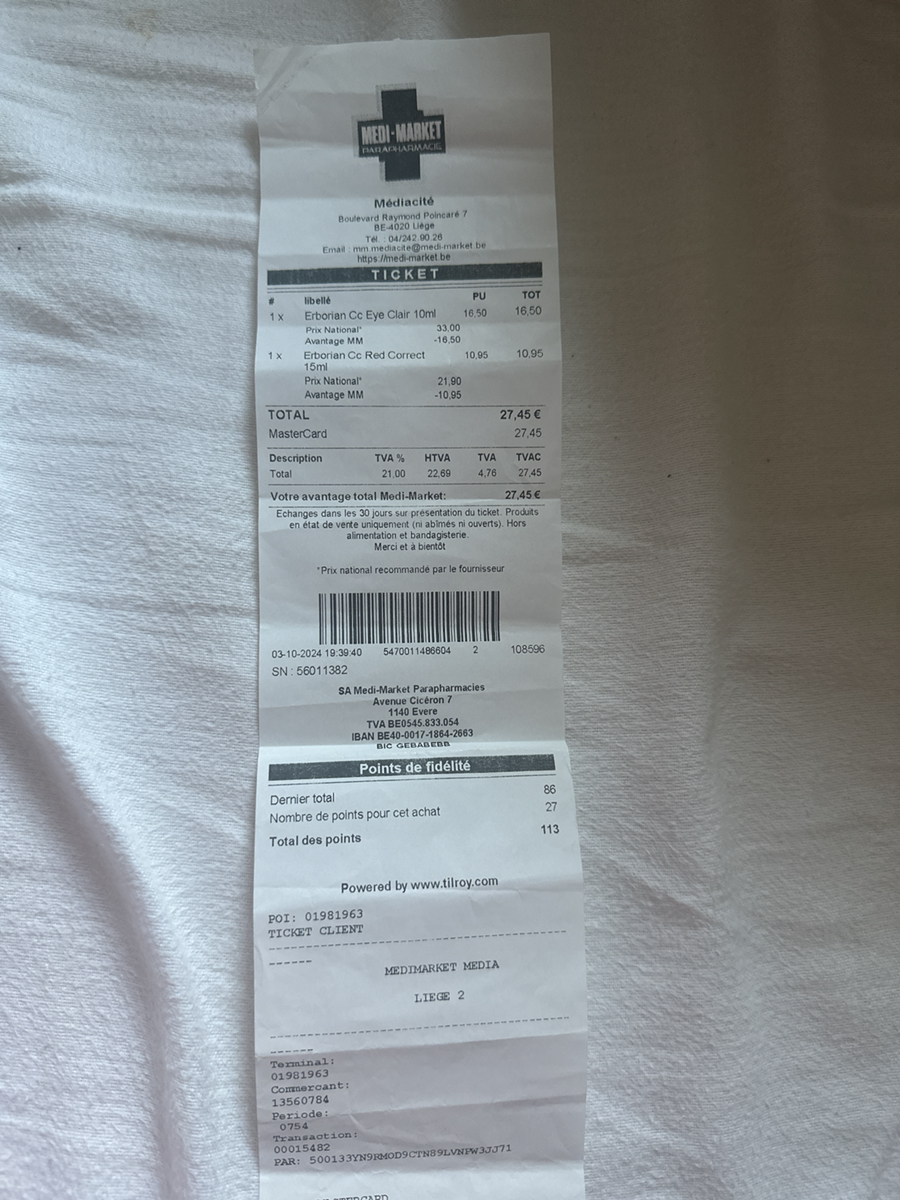 MEDI-MARKET
PARAPHARMACIE
Médiacité
Boulevard Raymond Poincaré 7
BE-4020 Liège
Tél. : 04/242 90 26
Email : mm.mediacite@medi-market.be
https://medi-market.be
TICKET
# libellé PU TOT
1 x Erborian Cc Eye Clair 10ml 16,50 16,50
Prix National* 33,00
Avantage MM -16,50
1 x Erborian Cc Red Correct 10,95 10,95
15ml
Prix National* 21,90
Avantage MM -10,95
TOTAL 27,45 €
MasterCard 27,45
Description TVA % HTVA TVA TVAC
Total 21,00 22,69 4,76 27,45
Votre avantage total Medi-Market: 27,45 €
Echanges dans les 30 jours sur présentation du ticket. Produits
en état de vente uniquement (ni abîmés ni ouverts). Hors
alimentation et bandagisterie.
Merci et à bientôt
*Prix national recommandé par le fournisseur
03-10-2024 19:39:40 5470011486604 2 108596
SN : 56011382
SA Medi-Market Parapharmacies
Avenue Cicéron 7
1140 Evere
TVA BE0545.833.054
IBAN BE40-0017-1864-2663
BIC GEBABEBB
Points de fidélité
Dernier total 86
Nombre de points pour cet achat 27
Total des points 113
Powered by www.tilroy.com
POI: 01981963
TICKET CLIENT
MEDIMARKET MEDIA
LIEGE 2
Terminal:
01981963
Commercant:
13560784
Periode:
0754
Transaction:
00015482
PAR: 500133YN9RMOD9CTN89LVNPW3JJ71